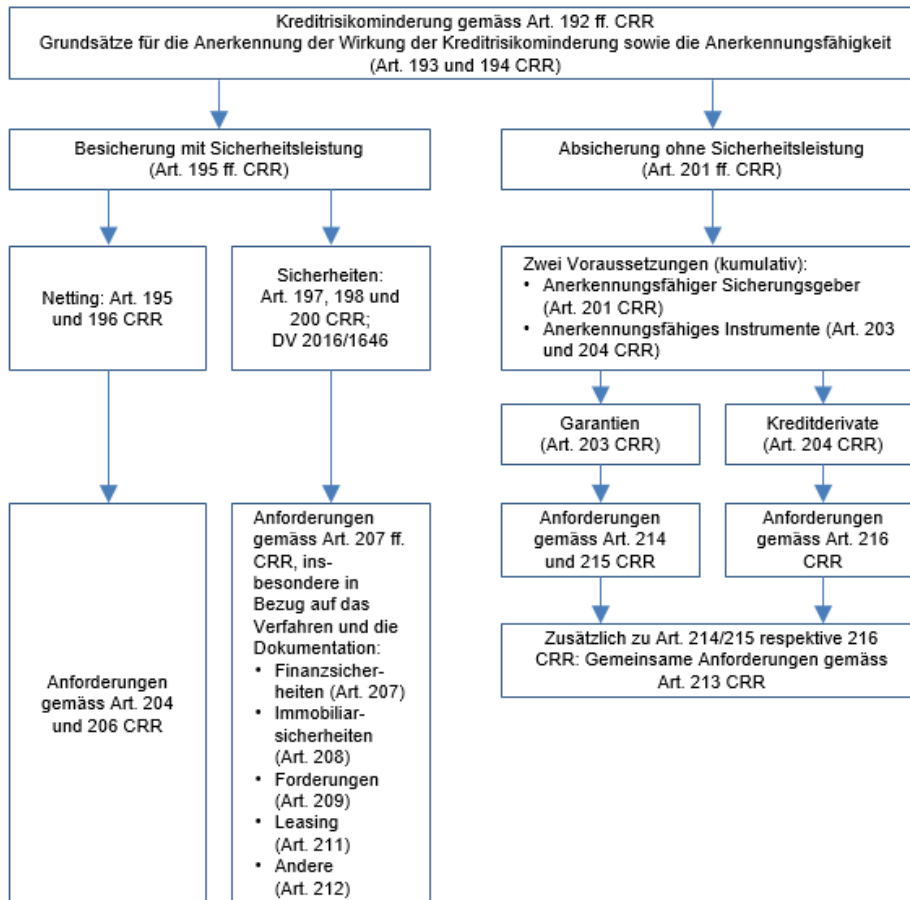 Kreditrisikominderung gemäss Art. 192 ff. CRR
Grundsätze für die Anerkennung der Wirkung der Kreditrisikominderung sowie die Anerkennungsfähigkeit
(Art. 193 und 194 CRR)
Besicherung mit Sicherheitsleistung
(Art. 195 ff. CRR)
Absicherung ohne Sicherheitsleistung
(Art. 201 ff. CRR)
Netting: Art. 195
und 196 CRR
Sicherheiten:
Art. 197, 198 und
200 CRR;
DV 2016/1646
Zwei Voraussetzungen (kumulativ):
• Anerkennungsfähiger Sicherungsgeber
(Art. 201 CRR)
• Anerkennungsfähiges Instrumente (Art. 203
und 204 CRR)
Garantien
(Art. 203 CRR)
Kreditderivate
(Art. 204 CRR)
Anforderungen
gemäss Art. 204
und 206 CRR
Anforderungen
gemäss Art. 207 ff.
CRR, ins-
besondere in
Bezug auf das
Verfahren und die
Dokumentation:
• Finanzsicher-
heiten (Art. 207)
• Immobiliar-
sicherheiten
(Art. 208)
• Forderungen
(Art. 209)
• Leasing
(Art. 211)
• Andere
(Art. 212)
Anforderungen
gemäss Art. 214
und 215 CRR
Anforderungen
gemäss Art. 216
CRR
Zusätzlich zu Art. 214/215 respektive 216
CRR: Gemeinsame Anforderungen gemäss
Art. 213 CRR